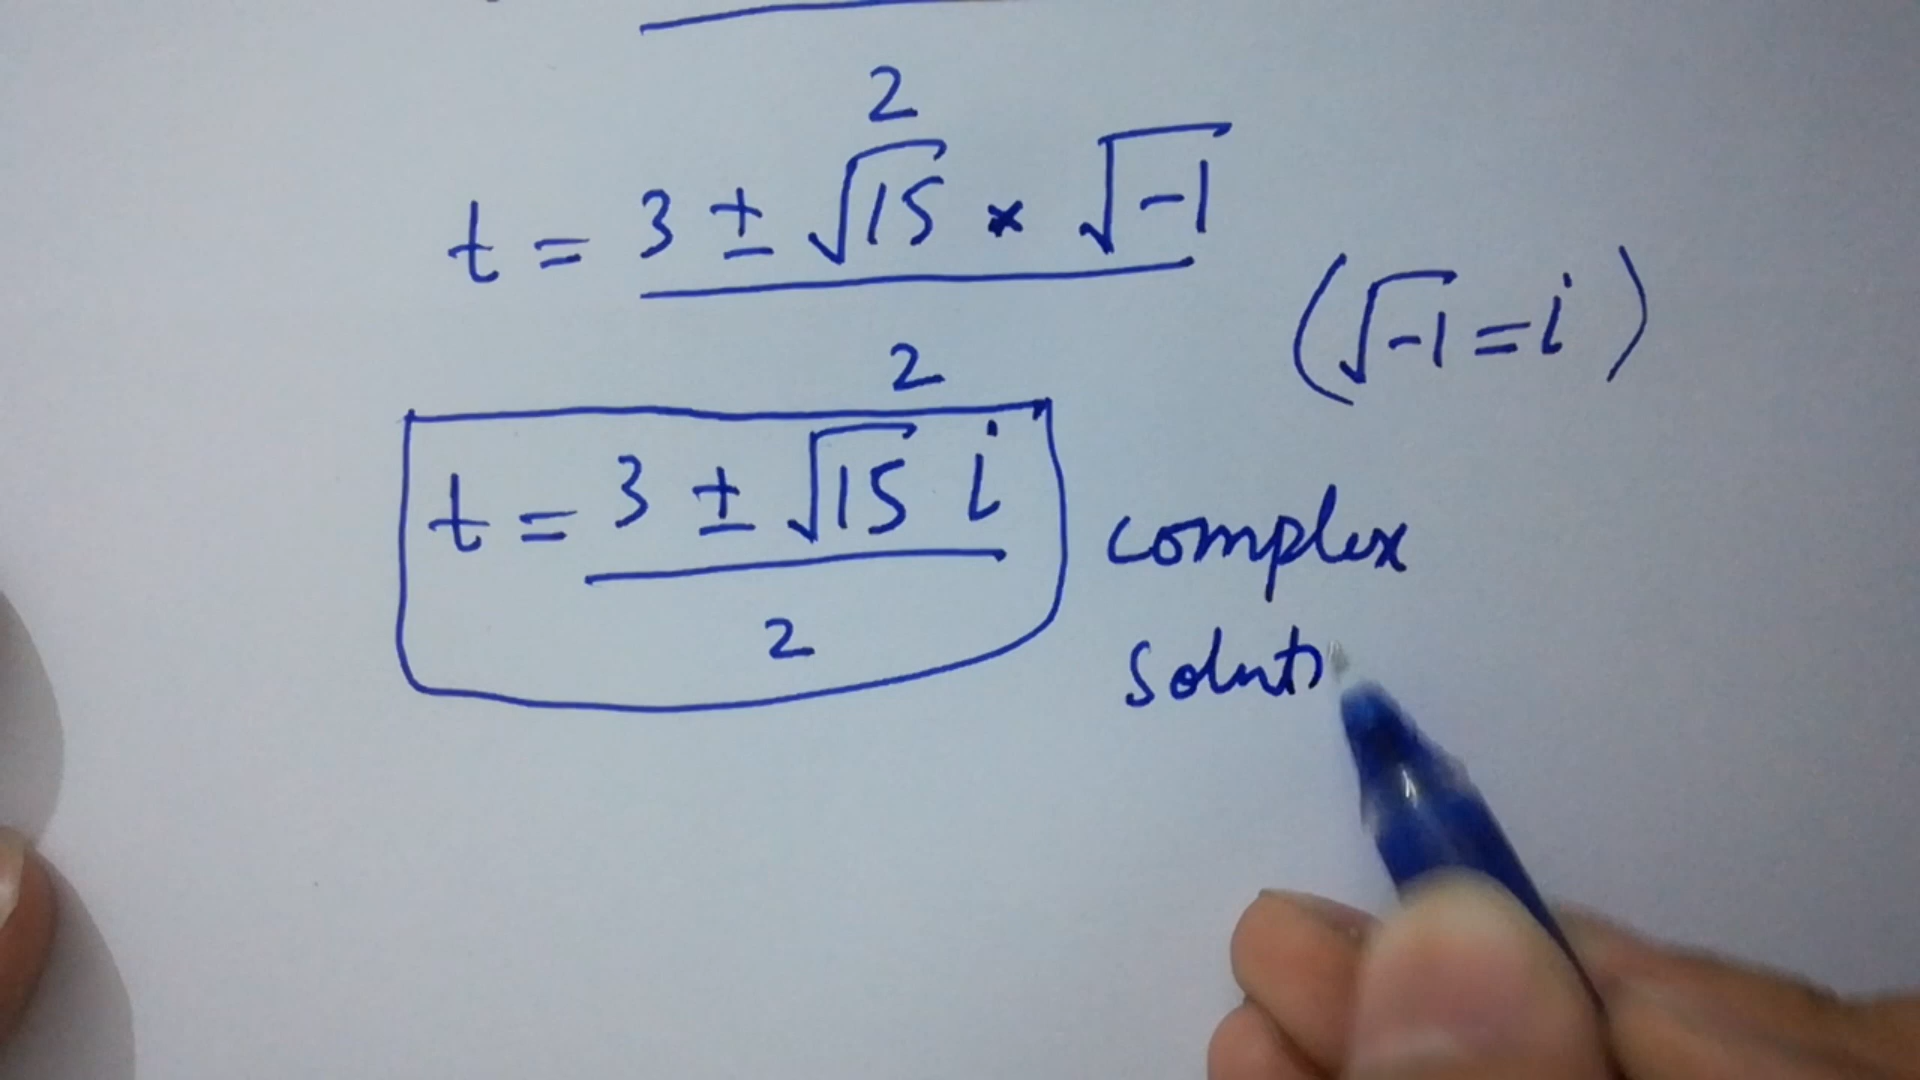 2
t = 3 ± √15 × √-1
2
(√-1 = i)
t = 3 ± √15 i
2
complex
soluti